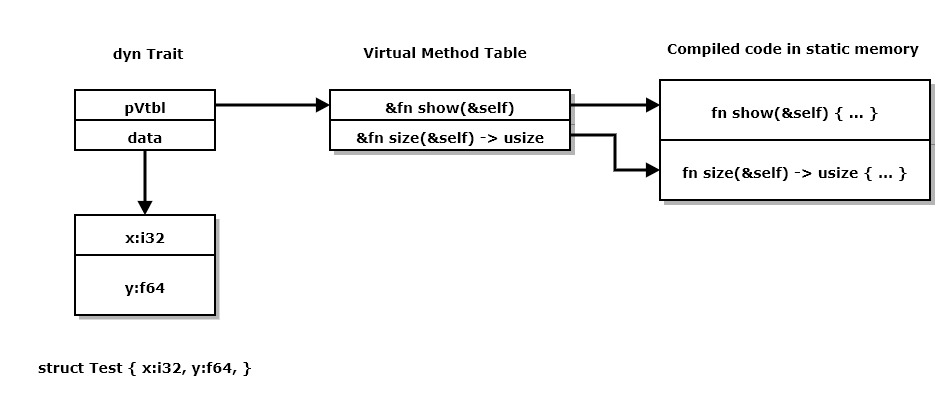 dyn Trait
Virtual Method Table
Compiled code in static memory
pVtbl
data
&fn show(&self)
&fn size(&self) -> usize
fn show(&self) { ... }
fn size(&self) -> usize { ... }
x:i32
y:f64
struct Test { x:i32, y:f64, }